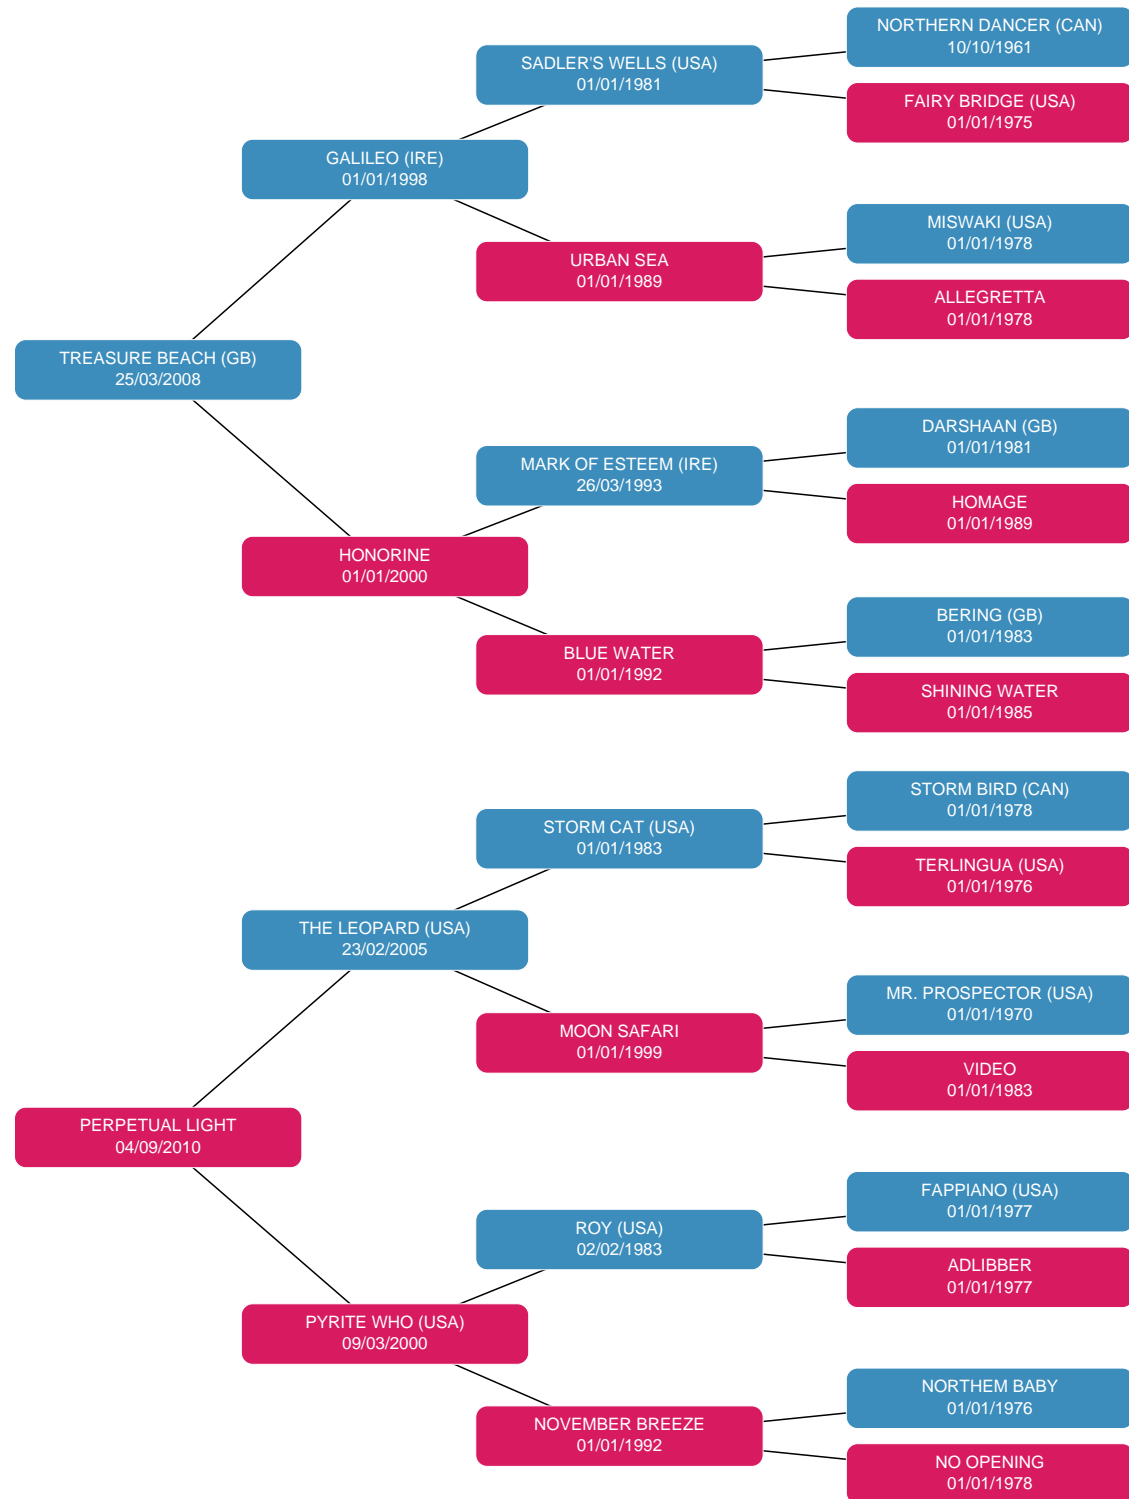 NORTHERN DANCER (CAN)
10/10/1961
SADLER'S WELLS (USA)
01/01/1981
FAIRY BRIDGE (USA)
01/01/1975
GALILEO (IRE)
01/01/1998
MISWAKI (USA)
01/01/1978
URBAN SEA
01/01/1989
ALLEGRETTA
01/01/1978
TREASURE BEACH (GB)
25/03/2008
DARSHAAN (GB)
01/01/1981
MARK OF ESTEEM (IRE)
26/03/1993
HOMAGE
01/01/1989
HONORINE
01/01/2000
BERING (GB)
01/01/1983
BLUE WATER
01/01/1992
SHINING WATER
01/01/1985
STORM BIRD (CAN)
01/01/1978
STORM CAT (USA)
01/01/1983
TERLINGUA (USA)
01/01/1976
THE LEOPARD (USA)
23/02/2005
MR. PROSPECTOR (USA)
01/01/1970
MOON SAFARI
01/01/1999
VIDEO
01/01/1983
PERPETUAL LIGHT
04/09/2010
FAPPIANO (USA)
01/01/1977
ROY (USA)
02/02/1983
ADLIBBER
01/01/1977
PYRITE WHO (USA)
09/03/2000
NORTHEM BABY
01/01/1976
NOVEMBER BREEZE
01/01/1992
NO OPENING
01/01/1978